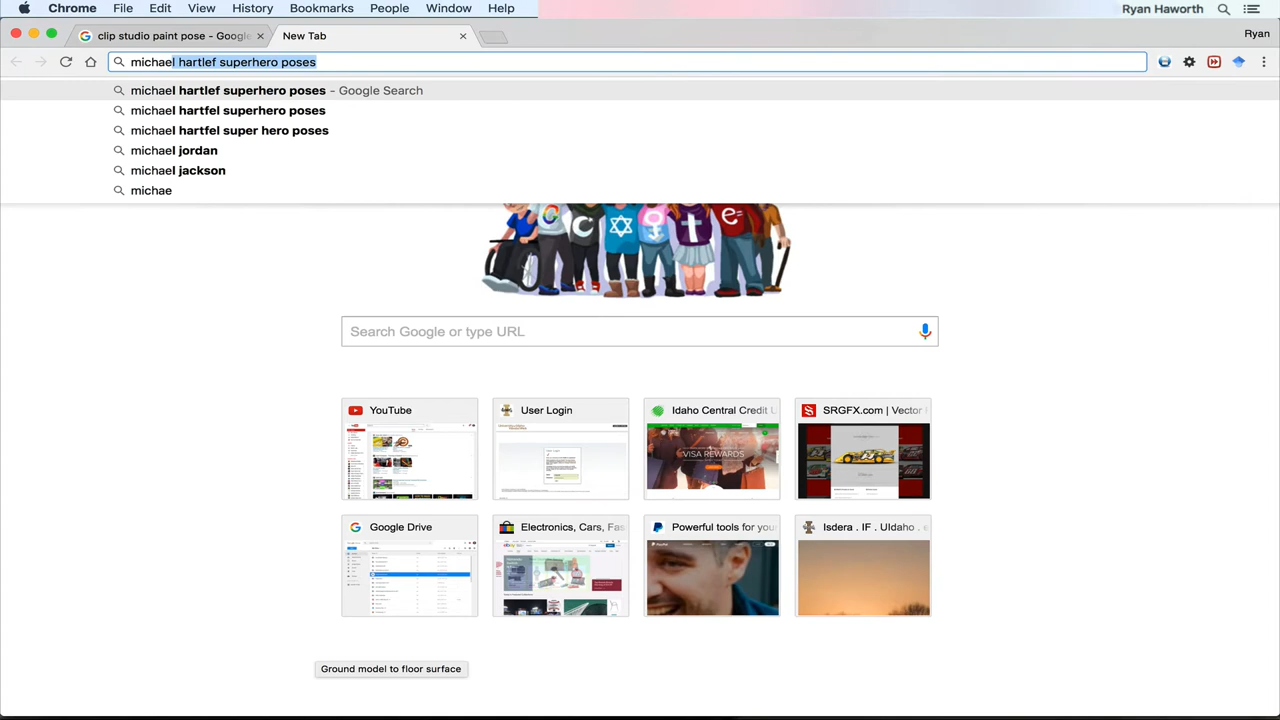 Chrome File Edit View History Bookmarks People Window Help Ryan Haworth
clip studio paint pose - Google New Tab Ryan
michael hartlef superhero poses
michael hartlef superhero poses - Google Search
michael hartfel superhero poses
michael hartfel super hero poses
michael jordan
michael jackson
michae
G C t e
Search Google or type URL
YouTube User Login Idaho Central Credit U SRGFX.com | Vector
VISA REWARDS
Google Drive Electronics, Cars, Fas Powerful tools for your Isdera . IF . UIdaho .
Ground model to floor surface